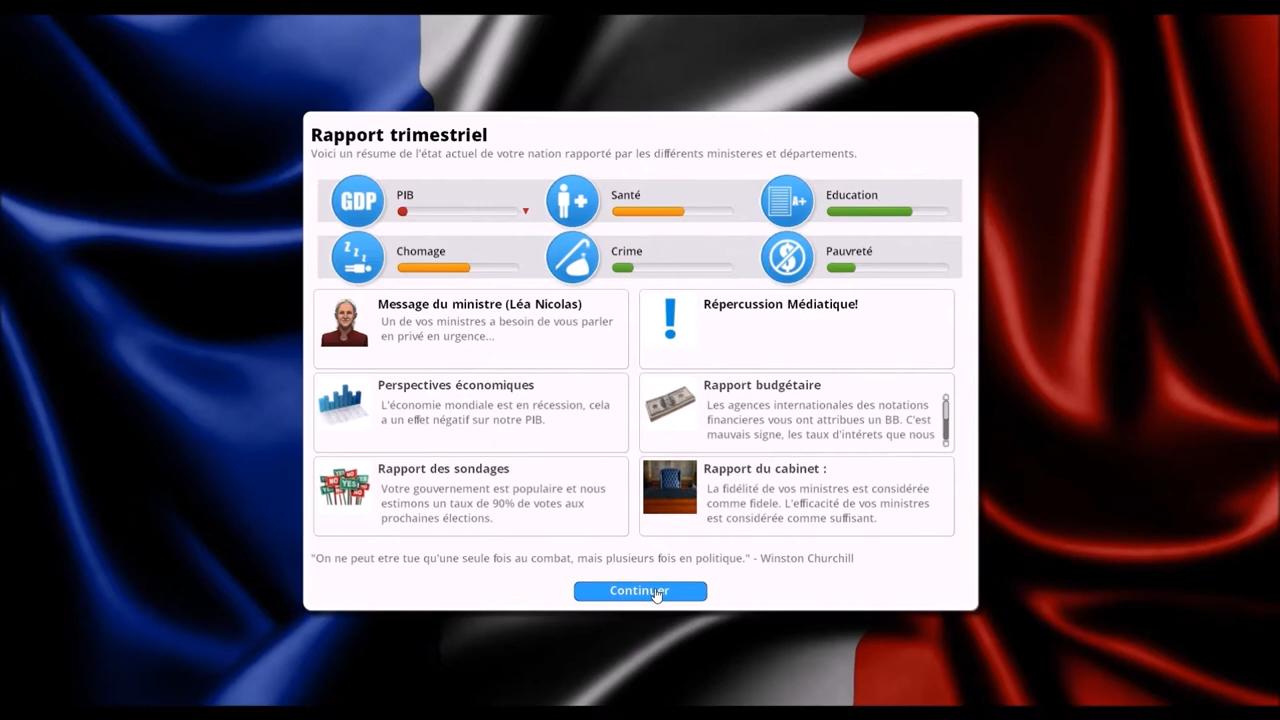 Rapport trimestriel
Voici un résume de l'état actuel de votre nation rapporté par les différents ministeres et départements.
GDP
PIB
Santé
A+
Education
Z Z Z
Chomage
Crime
$
Pauvreté
Message du ministre (Léa Nicolas)
Un de vos ministres a besoin de vous parler
en privé en urgence...
!
Répercussion Médiatique!
Perspectives économiques
L'économie mondiale est en récession, cela
a un effet négatif sur notre PIB.
Rapport budgétaire
Les agences internationales des notations
financieres vous ont attribues un BB. C'est
mauvais signe, les taux d'intérets que nous
YES!
NO
Rapport des sondages
Votre gouvernement est populaire et nous
estimons un taux de 90% de votes aux
prochaines élections.
Rapport du cabinet :
La fidélité de vos ministres est considérée
comme fidele. L'efficacité de vos ministres
est considérée comme suffisant.
"On ne peut etre tue qu'une seule fois au combat, mais plusieurs fois en politique." - Winston Churchill
Continuer